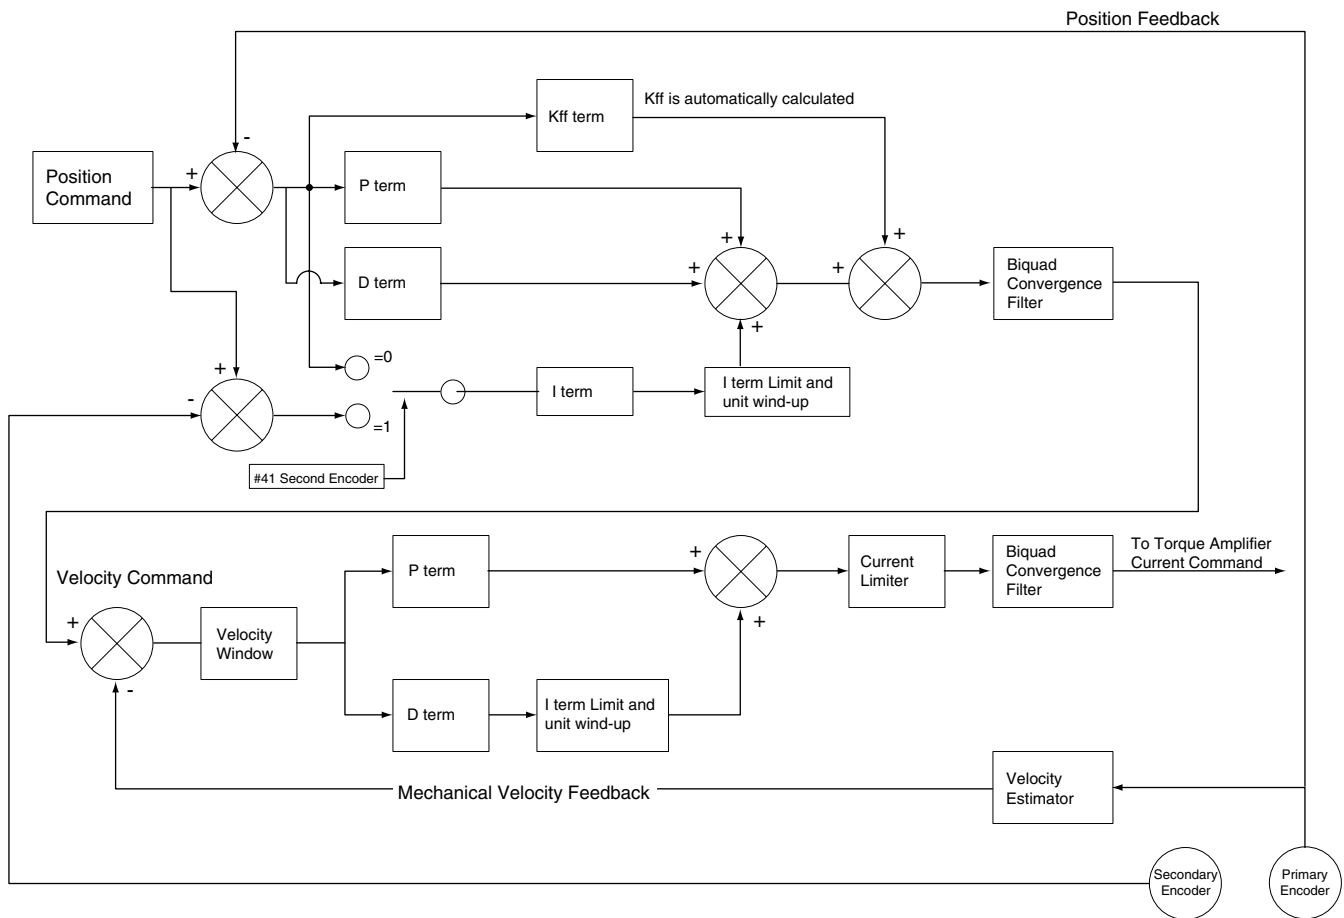 Position Feedback
-
Kff term
Kff is automatically calculated
Position
Command
+
P term
+
+
D term
+
+
Biquad
Convergence
Filter
+
=0
+
-
I term
I term Limit and
unit wind-up
=1
#41 Second Encoder
Velocity Command
+
P term
+
Current
Limiter
Biquad
Convergence
Filter
To Torque Amplifier
Current Command
Velocity
Window
-
+
D term
I term Limit and
unit wind-up
Mechanical Velocity Feedback
Velocity
Estimator
Secondary
Encoder
Primary
Encoder